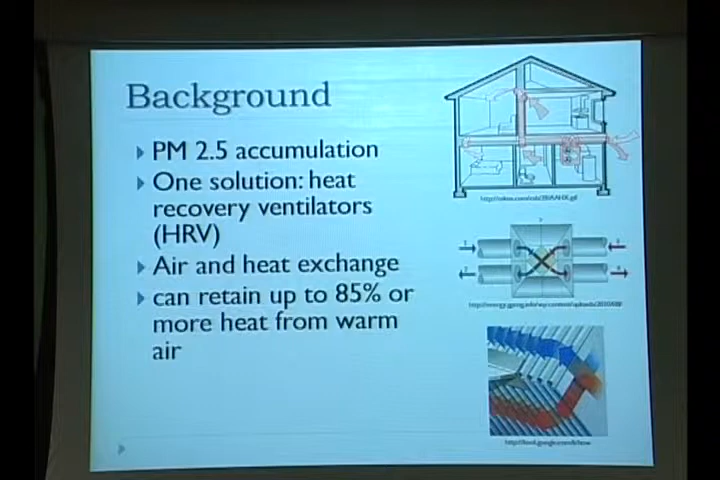 Background
PM 2.5 accumulation
One solution: heat
recovery ventilators
(HRV)
Air and heat exchange
can retain up to 85% or
more heat from warm
air